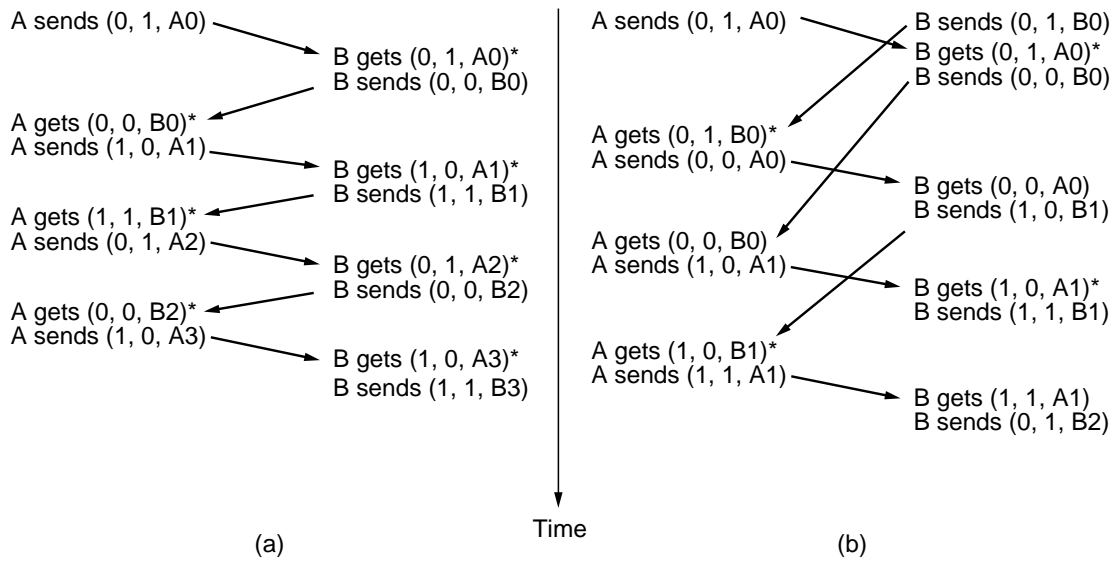 A sends (0, 1, A0)
B gets (0, 1, A0)*
B sends (0, 0, B0)
A gets (0, 0, B0)*
A sends (1, 0, A1)
B gets (1, 0, A1)*
B sends (1, 1, B1)
A gets (1, 1, B1)*
A sends (0, 1, A2)
B gets (0, 1, A2)*
B sends (0, 0, B2)
A gets (0, 0, B2)*
A sends (1, 0, A3)
B gets (1, 0, A3)*
B sends (1, 1, B3)
(a)
Time
A sends (0, 1, A0)
B sends (0, 1, B0)
B gets (0, 1, A0)*
B sends (0, 0, B0)
A gets (0, 1, B0)*
A sends (0, 0, A0)
B gets (0, 0, A0)
B sends (1, 0, B1)
A gets (0, 0, B0)
A sends (1, 0, A1)
B gets (1, 0, A1)*
B sends (1, 1, B1)
A gets (1, 0, B1)*
A sends (1, 1, A1)
B gets (1, 1, A1)
B sends (0, 1, B2)
(b)